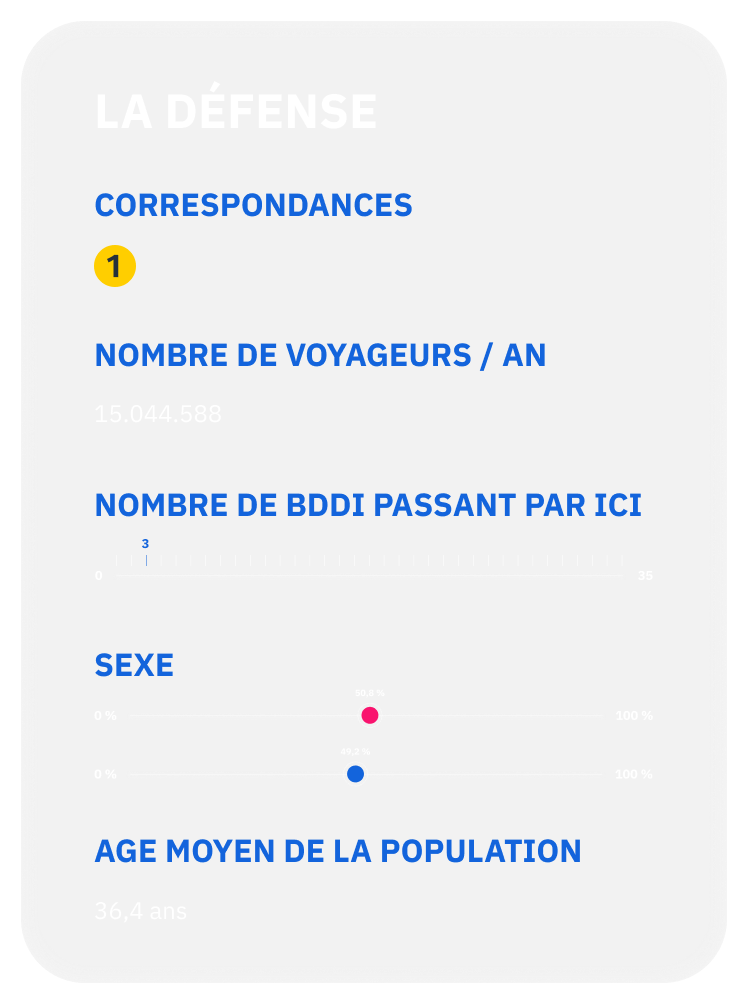 LA DÉFENSE
CORRESPONDANCES
1
NOMBRE DE VOYAGEURS / AN
15.044.588
NOMBRE DE BDDI PASSANT PAR ICI
3
0 35
SEXE
50,8 %
0 % 100 %
49,2 %
0 % 100 %
AGE MOYEN DE LA POPULATION
36,4 ans